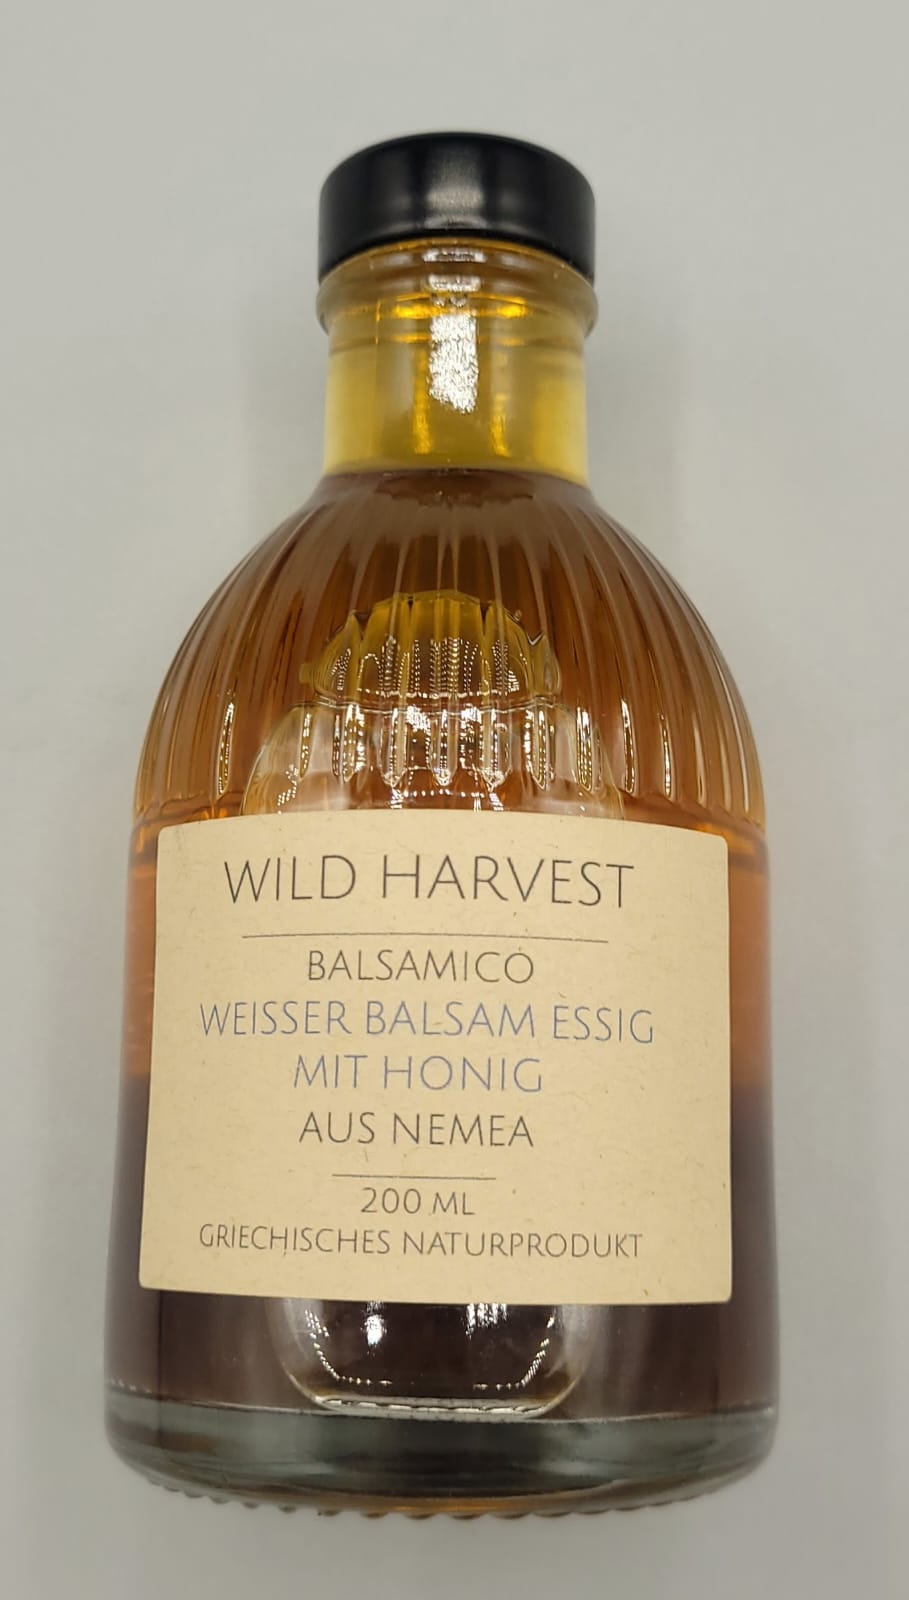 WILD HARVEST
BALSAMICO
WEISSER BALSAM ESSIG
MIT HONIG
AUS NEMEA
200 ML
GRIECHISCHES NATURPRODUKT